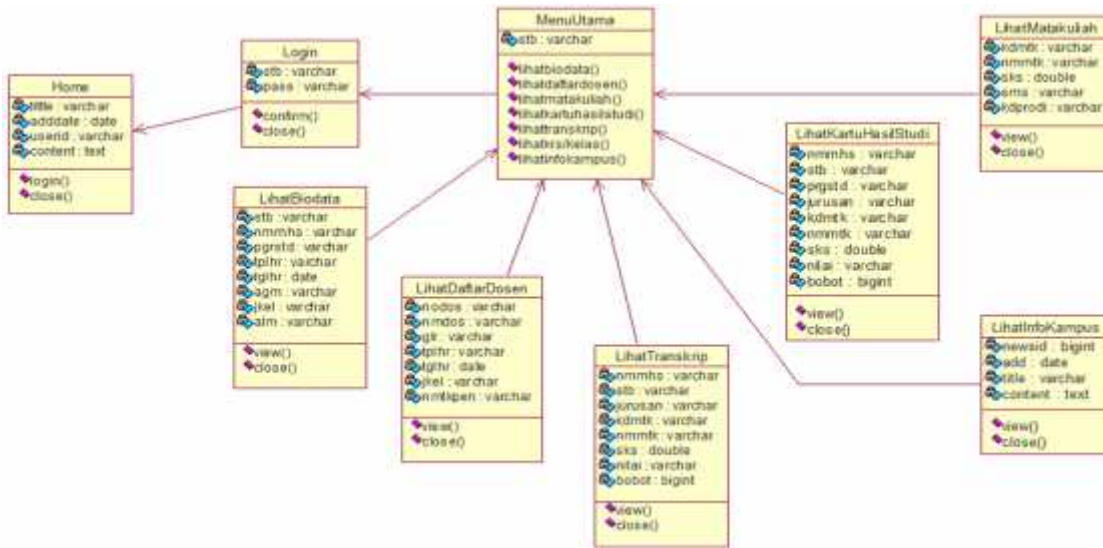 Home
tittle : varchar
adddate : date
userid : varchar
content : text
login()
close()
Login
stb : varchar
pass : varchar
confirm()
close()
MenuUtama
stb : varchar
lihatbiodata()
lihatdaftardosen()
lihatmatakuliah()
lihatkartuhasilstudi()
lihattranskrip()
lihatkrs/kelas()
lihatinfokampus()
LihatMatakuliah
kdmtk : varchar
nmmtk : varchar
sks : double
sms : varchar
kdprodi : varchar
view()
close()
LihatKartuHasilStudi
nmmhs : varchar
stb : varchar
prgstd : varchar
jurusan : varchar
kdmtk : varchar
nmmtk : varchar
sks : double
nilai : varchar
bobot : bigint
view()
close()
LihatBiodata
stb : varchar
nmmhs : varchar
pgrstd : varchar
tplhr : varchar
tglhr : date
agm : varchar
jkel : varchar
alm : varchar
view()
close()
LihatDaftarDosen
nodos : varchar
nmdos : varchar
glr : varchar
tplhr : varchar
tglhr : date
jkel : varchar
nmtkpen : varchar
view()
close()
LihatTranskrip
nmmhs : varchar
stb : varchar
jurusan : varchar
kdmtk : varchar
nmmtk : varchar
sks : double
nilai : varchar
bobot : bigint
view()
close()
LihatInfoKampus
newsid : bigint
add : date
title : varchar
content : text
view()
close()